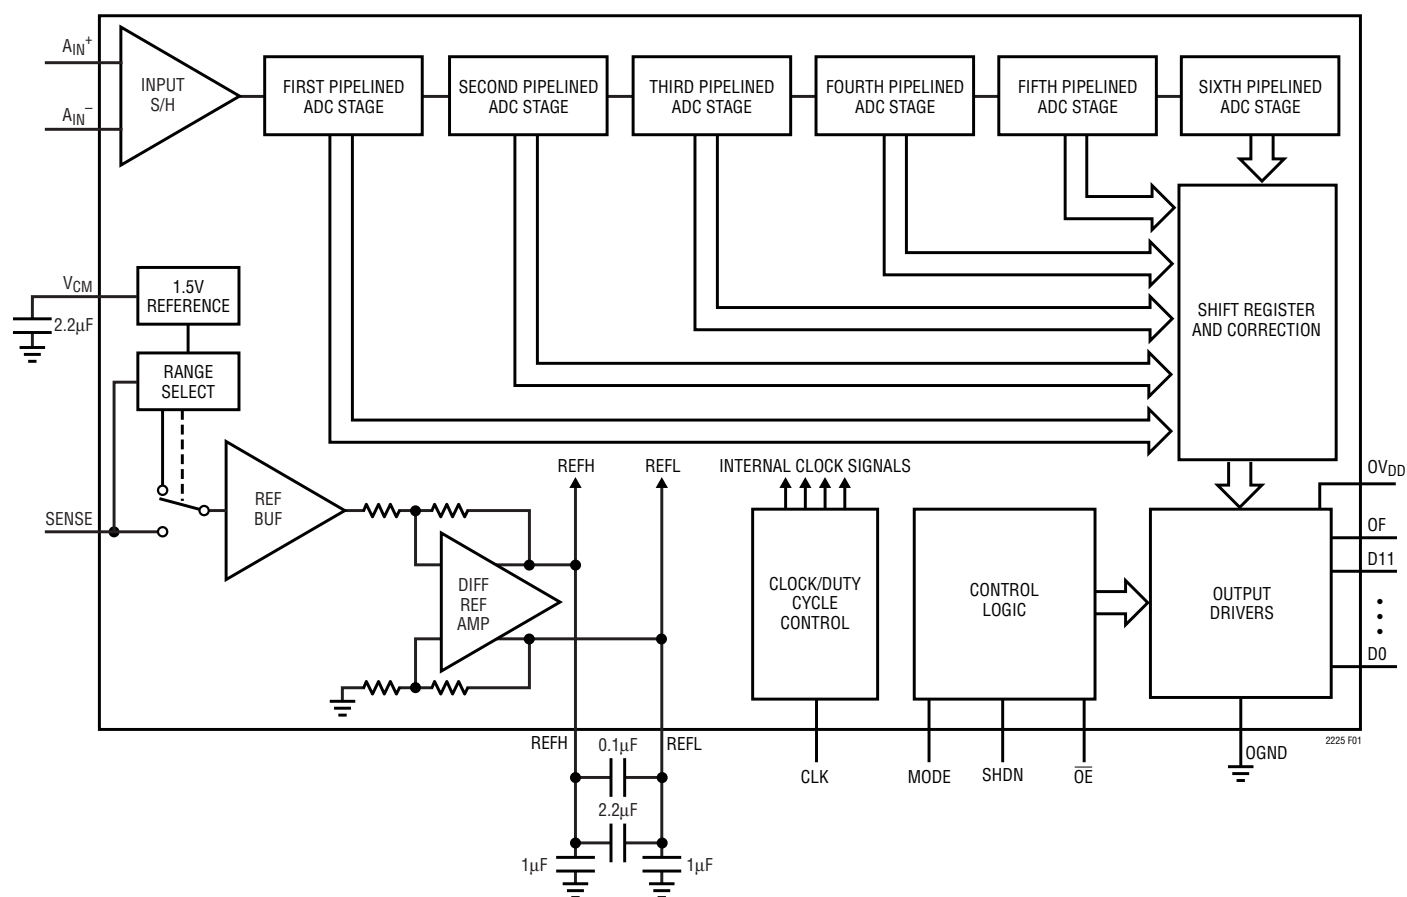 AIN+
INPUT
S/H
AIN–
FIRST PIPELINED
ADC STAGE
SECOND PIPELINED
ADC STAGE
THIRD PIPELINED
ADC STAGE
FOURTH PIPELINED
ADC STAGE
FIFTH PIPELINED
ADC STAGE
SIXTH PIPELINED
ADC STAGE
SHIFT REGISTER
AND CORRECTION
VCM
2.2µF
1.5V
REFERENCE
RANGE
SELECT
SENSE
REF
BUF
DIFF
REF
AMP
REFH
REFL
INTERNAL CLOCK SIGNALS
CLOCK/DUTY
CYCLE
CONTROL
CONTROL
LOGIC
OUTPUT
DRIVERS
OVDD
OF
D11
•
•
•
D0
REFH
0.1µF
REFL
2.2µF
1µF
1µF
CLK
MODE
SHDN
O̅E̅
OGND
2225 F01